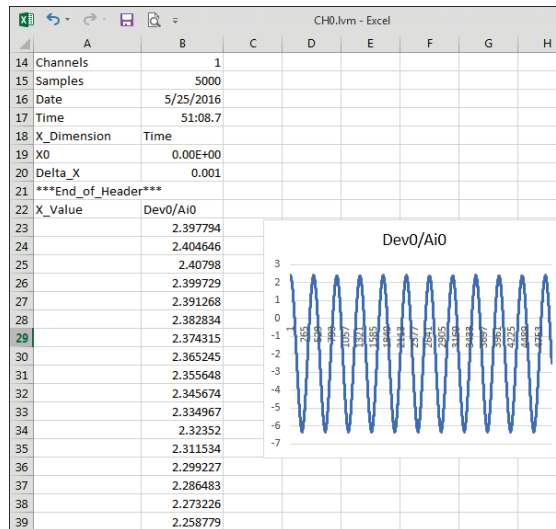 CH0.lvm - Excel
A B C D E F G H
14 Channels 1
15 Samples 5000
16 Date 5/25/2016
17 Time 51:08.7
18 X_Dimension Time
19 X0 0.00E+00
20 Delta_X 0.001
21 ***End_of_Header***
22 X_Value Dev0/Ai0
23 2.397794
24 2.404646
25 2.40798
26 2.399729
27 2.391268
28 2.382834
29 2.374315
30 2.365245
31 2.355648
32 2.345674
33 2.334967
34 2.32352
35 2.311534
36 2.299227
37 2.286483
38 2.273226
39 2.258779
Dev0/Ai0
3
2
1
0
-1
-2
-3
-4
-5
-6
-7
1 265 529 793 1057 1321 1585 1849 2113 2377 2641 2905 3169 3433 3697 3961 4225 4489 4753